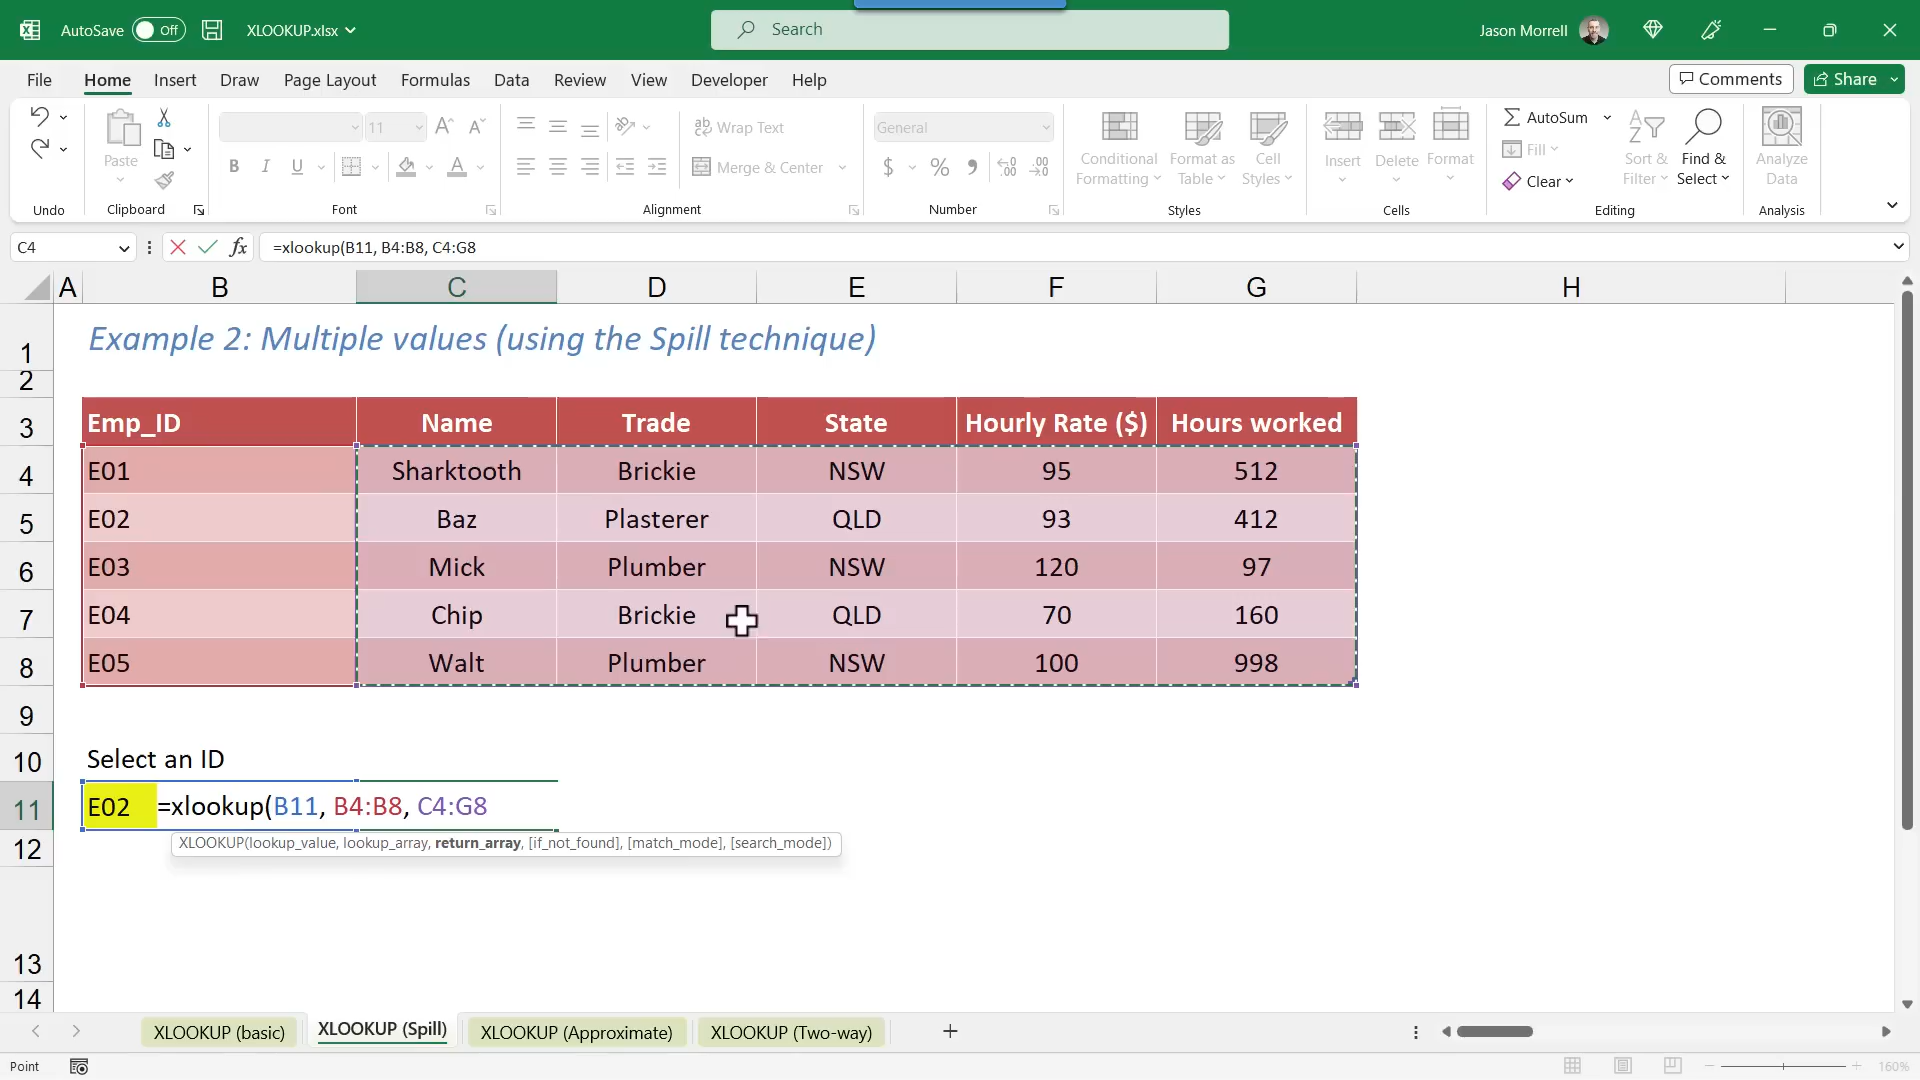 AutoSave Off XLOOKUP.xlsx Search Jason Morrell
File Home Insert Draw Page Layout Formulas Data Review View Developer Help Comments Share
11 General
Paste B I U Wrap Text Merge & Center $ % Conditional Formatting Format as Table Cell Styles Insert Delete Format AutoSum Fill Clear Sort & Filter Find & Select Analyze Data
Undo Clipboard Font Alignment Number Styles Cells Editing Analysis
C4 fx =xlookup(B11, B4:B8, C4:G8
A B C D E F G H
1 Example 2: Multiple values (using the Spill technique)
2
3 Emp_ID Name Trade State Hourly Rate ($) Hours worked
4 E01 Sharktooth Brickie NSW 95 512
5 E02 Baz Plasterer QLD 93 412
6 E03 Mick Plumber NSW 120 97
7 E04 Chip Brickie QLD 70 160
8 E05 Walt Plumber NSW 100 998
9
10 Select an ID
11 E02 =xlookup(B11, B4:B8, C4:G8
12 XLOOKUP(lookup_value, lookup_array, return_array, [if_not_found], [match_mode], [search_mode])
13
14
XLOOKUP (basic) XLOOKUP (Spill) XLOOKUP (Approximate) XLOOKUP (Two-way)
Point 160%